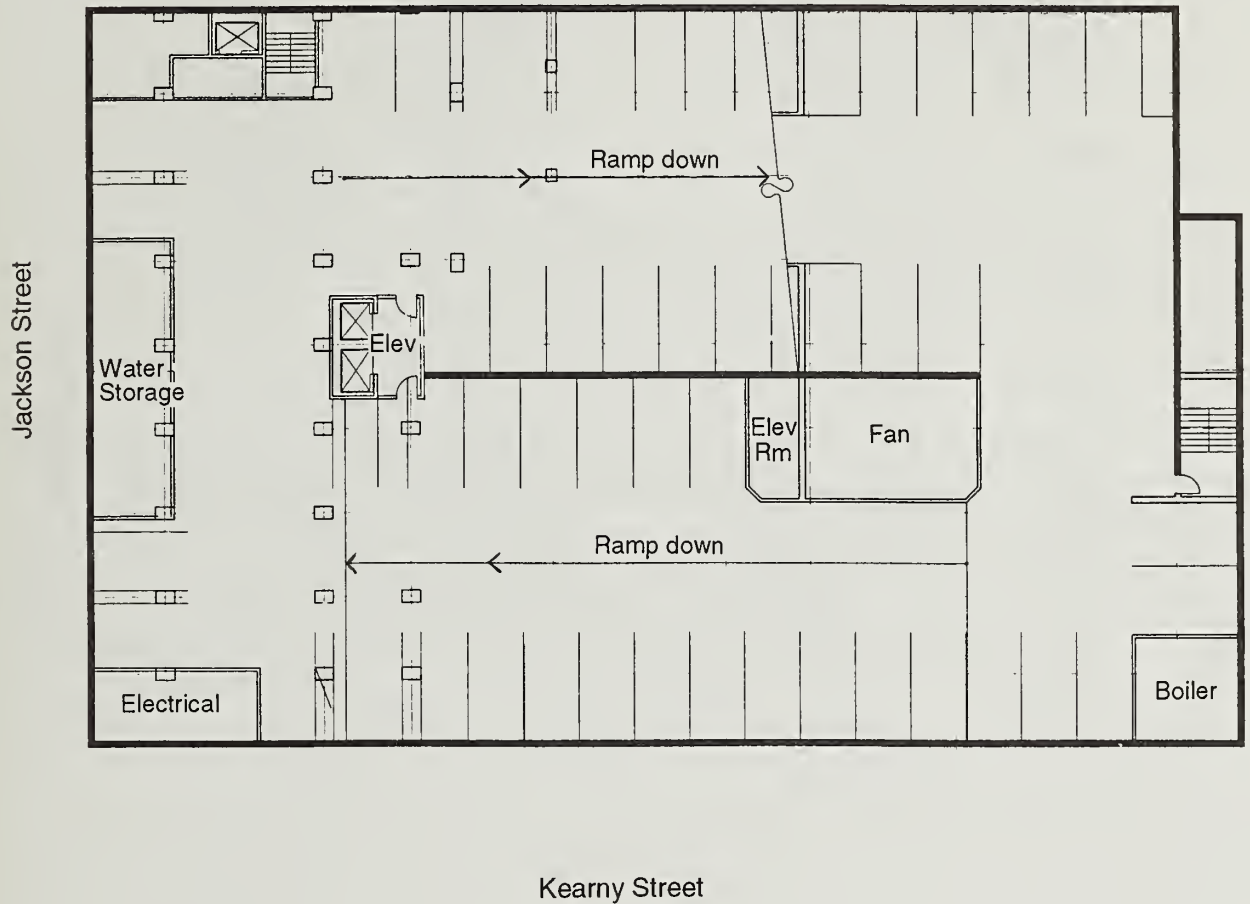 Ramp down
Jackson Street
Elev
Water
Storage
Elev
Rm
Fan
Ramp down
Electrical
Boiler
Kearny Street